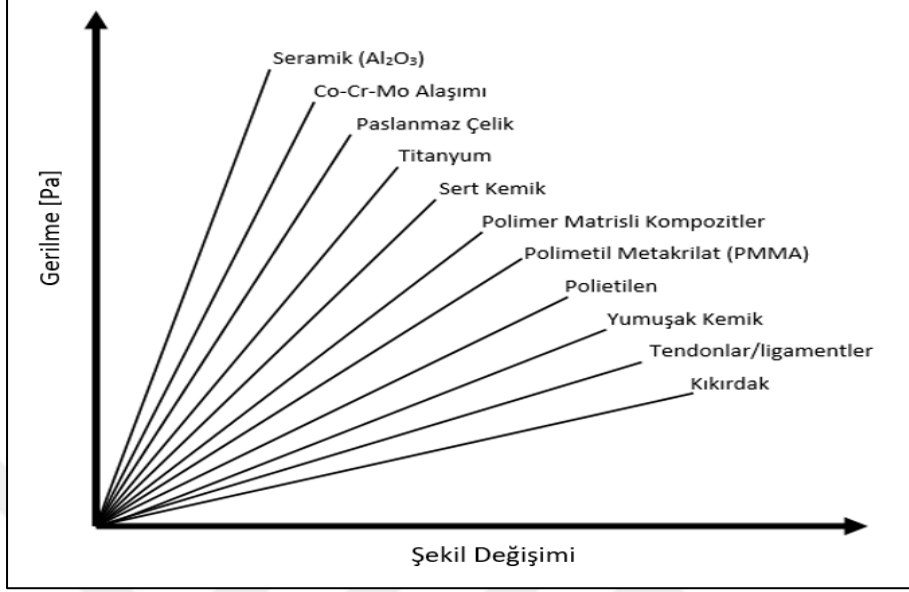 Seramik (Al₂O₃)
Co-Cr-Mo Alaşımı
Paslanmaz Çelik
Titanyum
Sert Kemik
Polimer Matrisli Kompozitler
Polimetil Metakrilat (PMMA)
Polietilen
Yumuşak Kemik
Tendonlar/ligamentler
Kıkırdak
Gerilme [Pa]
Şekil Değişimi